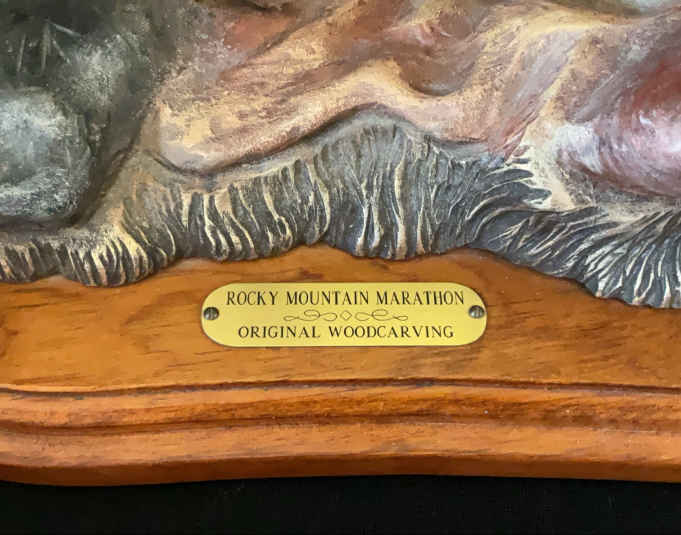 ROCKY MOUNTAIN MARATHON
ORIGINAL WOODCARVING